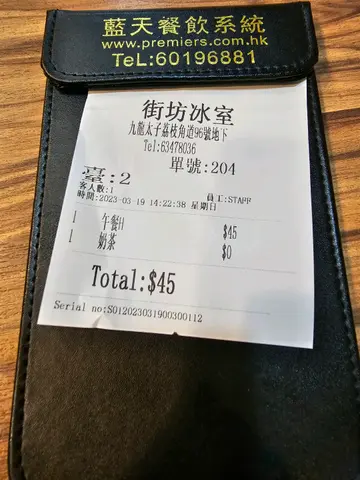 藍天餐飲系統
www.premiers.com.hk
TeL:60196881
街坊冰室
九龍太子荔枝角道96號地下
Tel:63478036
單號:204
臺:2
客人數:1
員工:STAFF
時間:2023-03-19 14:22:38 星期日
1 午餐H $45
1 奶茶 $0
Total:$45
Serial no:S012023031900300112